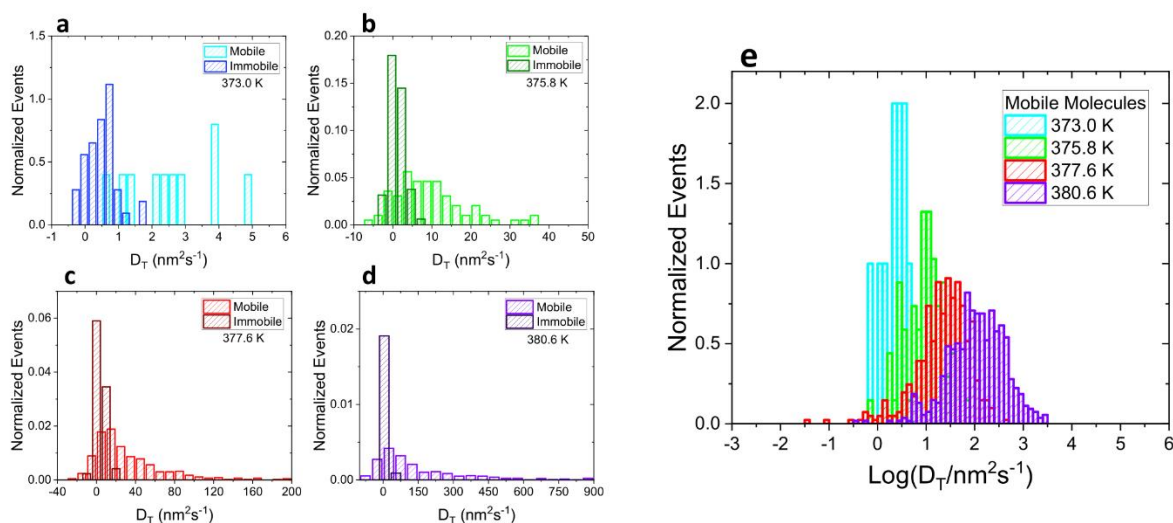 a
1.5
1.0
0.5
0.0
Normalized Events
-1 0 1 2 3 4 5 6
D_T (nm²s⁻¹)
Mobile
Immobile
373.0 K
b
0.20
0.15
0.10
0.05
0.00
Normalized Events
-10 0 10 20 30 40 50
D_T (nm²s⁻¹)
Mobile
Immobile
375.8 K
c
0.06
0.04
0.02
0.00
Normalized Events
-40 0 40 80 120 160 200
D_T (nm²s⁻¹)
Mobile
Immobile
377.6 K
d
0.02
0.01
0.00
Normalized Events
0 150 300 450 600 750 900
D_T (nm²s⁻¹)
Mobile
Immobile
380.6 K
e
2.0
1.5
1.0
0.5
0.0
Normalized Events
-3 -2 -1 0 1 2 3 4 5 6
Log(D_T/nm²s⁻¹)
Mobile Molecules
373.0 K
375.8 K
377.6 K
380.6 K